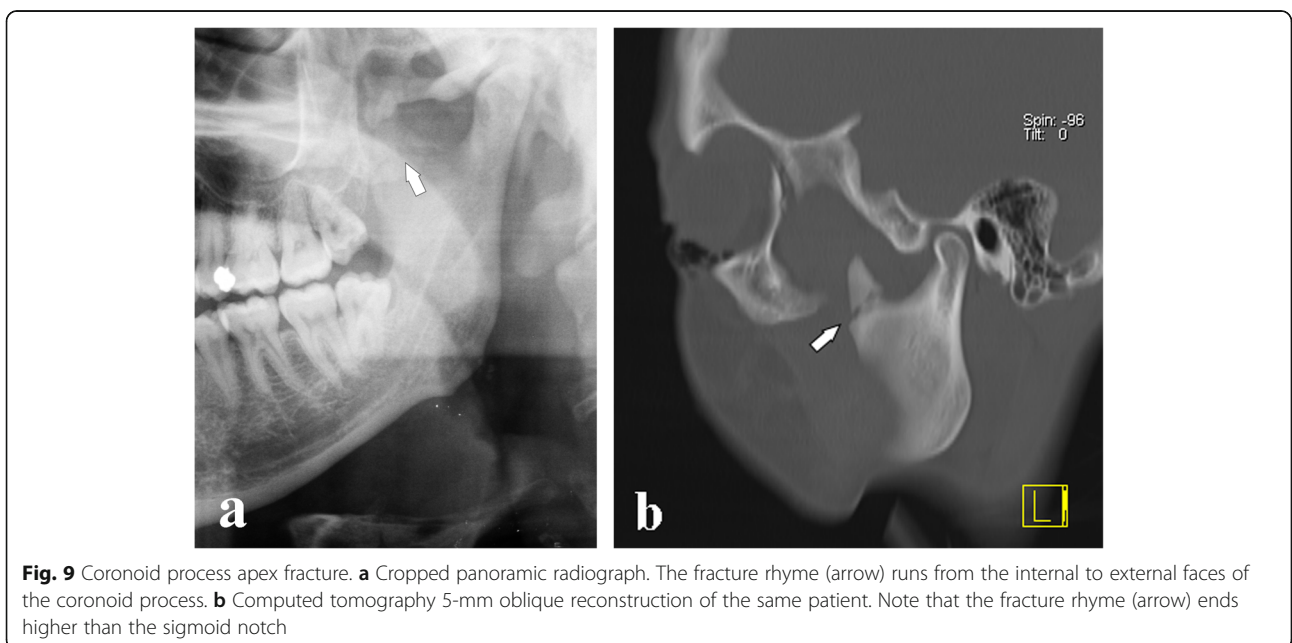 Spin: -96
Tilt: 0
a
b
L
Fig. 9 Coronoid process apex fracture. a Cropped panoramic radiograph. The fracture rhyme (arrow) runs from the internal to external faces of
the coronoid process. b Computed tomography 5-mm oblique reconstruction of the same patient. Note that the fracture rhyme (arrow) ends
higher than the sigmoid notch